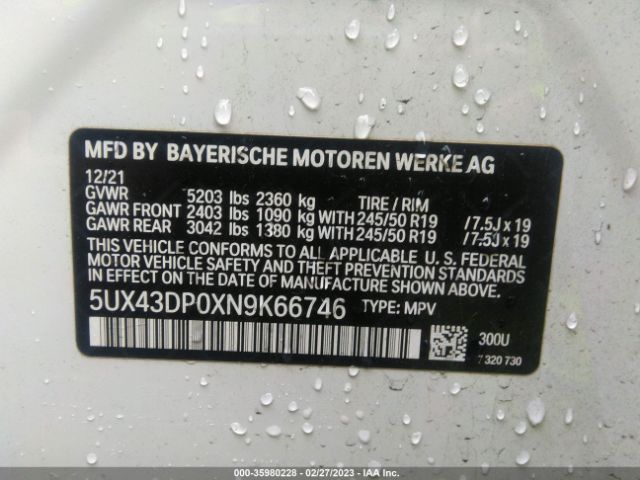 MFD BY BAYERISCHE MOTOREN WERKE AG
12/21
GVWR 5203 lbs 2360 kg TIRE / RIM
GAWR FRONT 2403 lbs 1090 kg WITH 245/50 R19 /7.5J x 19
GAWR REAR 3042 lbs 1380 kg WITH 245/50 R19 /7.5J x 19
THIS VEHICLE CONFORMS TO ALL APPLICABLE U. S. FEDERAL
MOTOR VEHICLE SAFETY AND THEFT PREVENTION STANDARDS
IN EFFECT ON THE DATE OF MANUFACTURE SHOWN ABOVE.
5UX43DP0XN9K66746 TYPE: MPV
300U
7 320 730
000-35980228 - 02/27/2023 - IAA Inc.